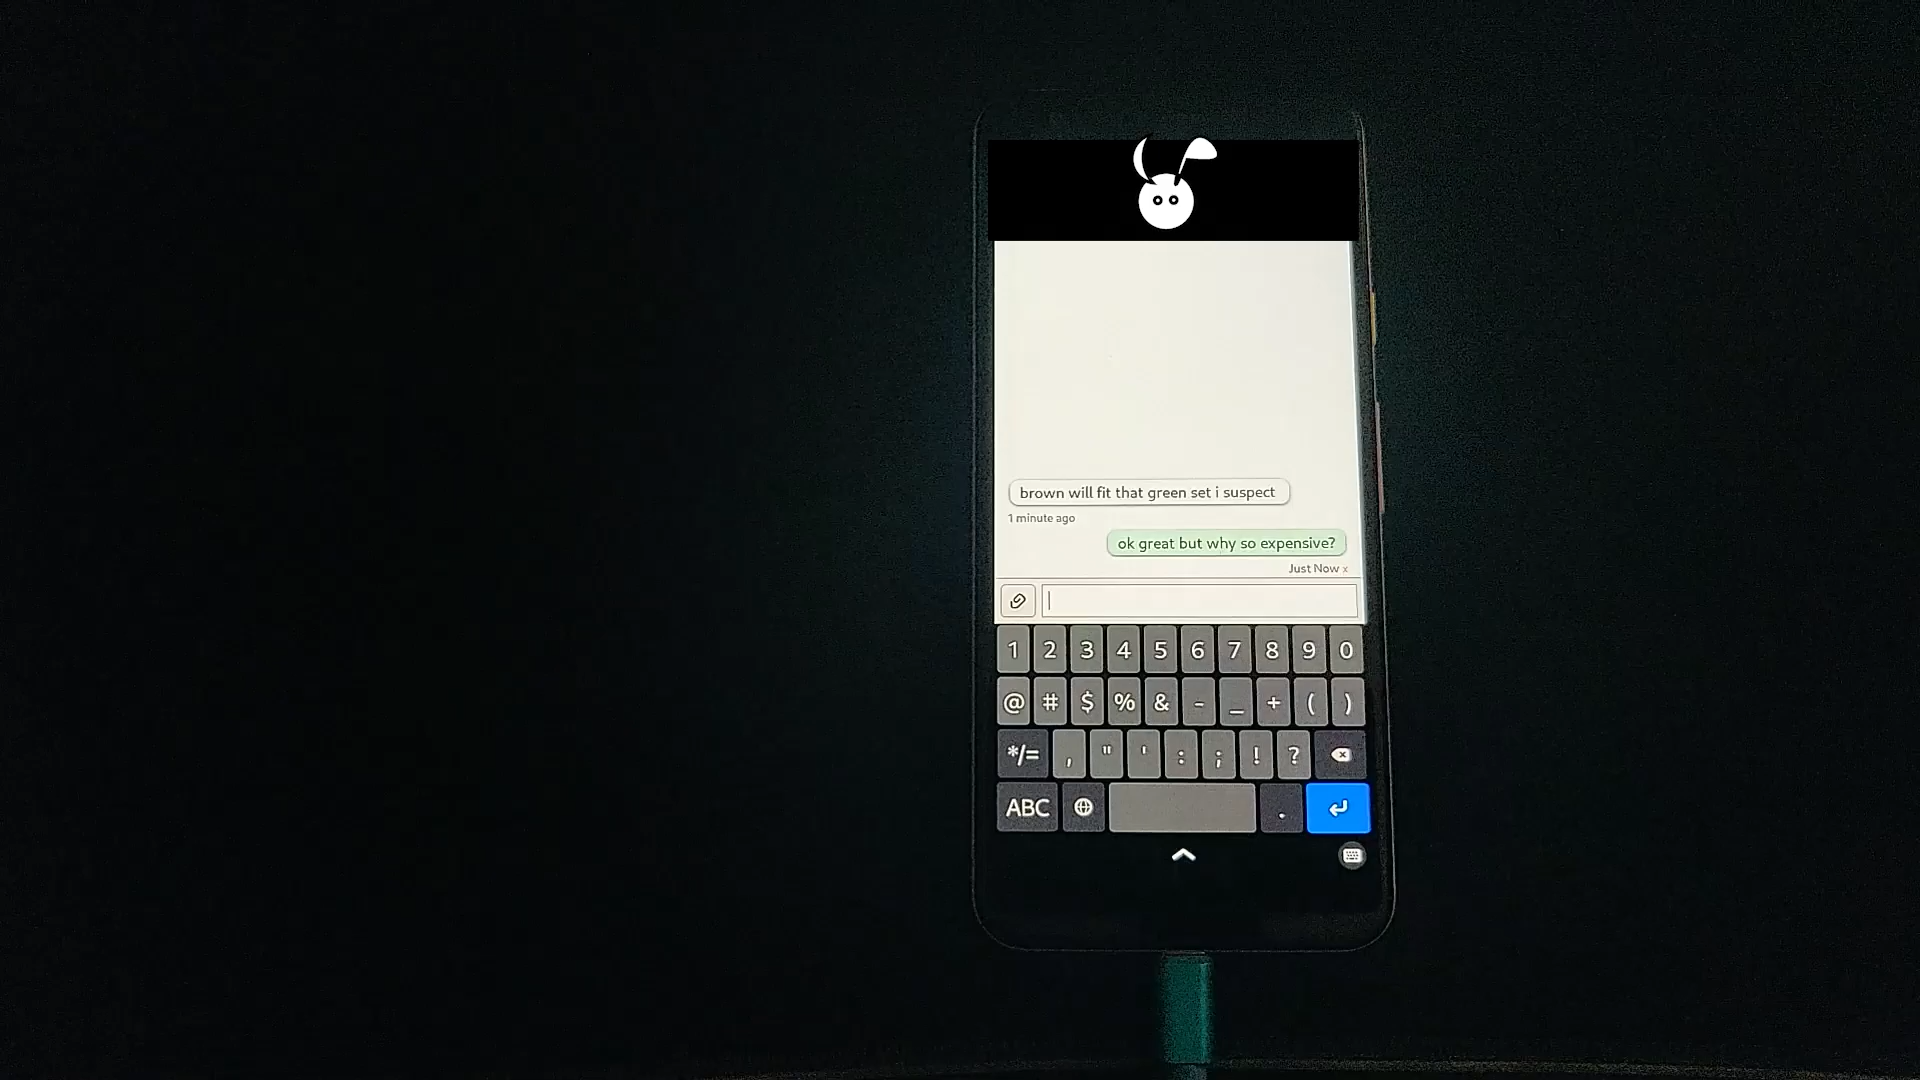 brown will fit that green set i suspect
1 minute ago
ok great but why so expensive?
Just Now x
1 2 3 4 5 6 7 8 9 0
@ # $ % & - _ + ( )
*/= , " ' : ; ! ?
ABC .